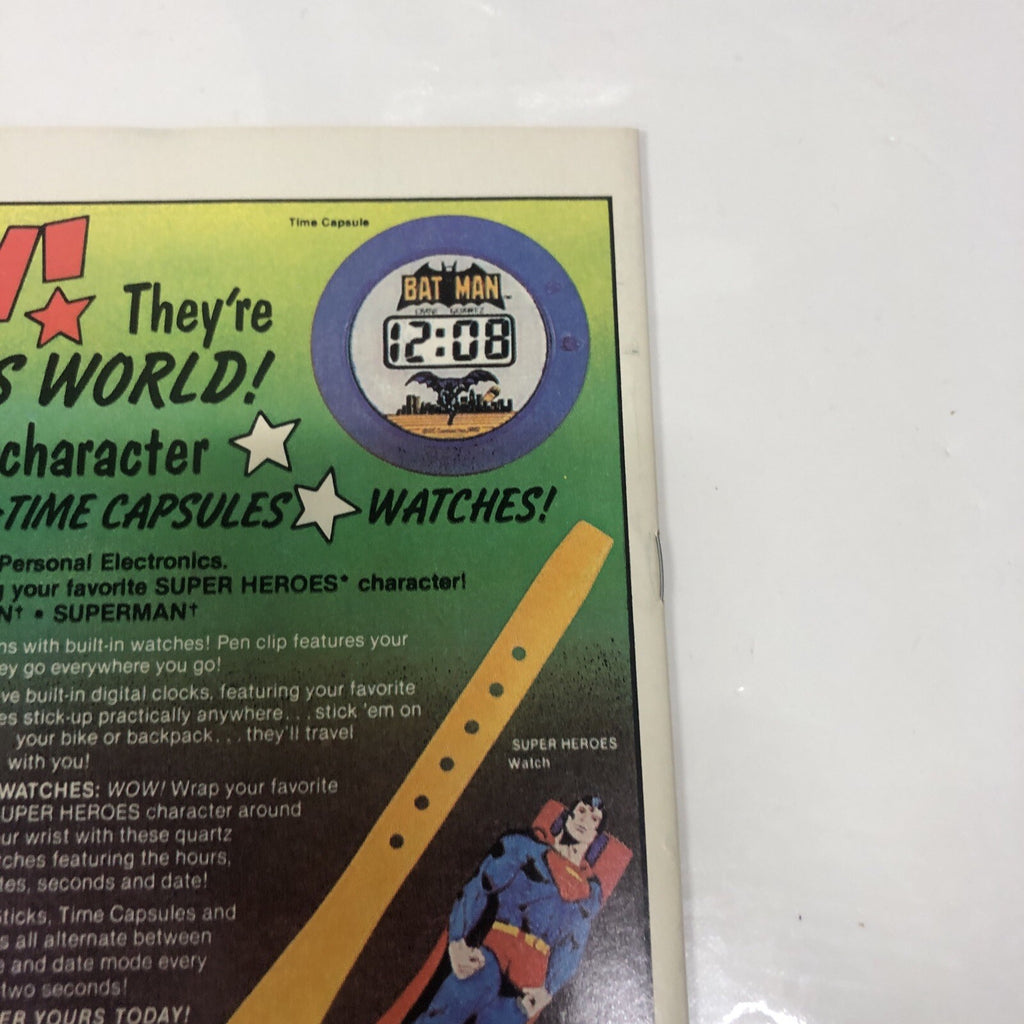 Time Capsule
!
They're
BATMAN
12:08
S WORLD!
character
TIME CAPSULES WATCHES!
Personal Electronics.
your favorite SUPER HEROES* character!
N† • SUPERMAN†
ns with built-in watches! Pen clip features your
ey go everywhere you go!
ve built-in digital clocks, featuring your favorite
es stick-up practically anywhere...stick 'em on
your bike or backpack...they'll travel
with you!
WATCHES: WOW! Wrap your favorite
SUPER HEROES character around
ur wrist with these quartz
ches featuring the hours,
tes, seconds and date!
Sticks, Time Capsules and
s all alternate between
e and date mode every
two seconds!
ER YOURS TODAY!
SUPER HEROES
Watch